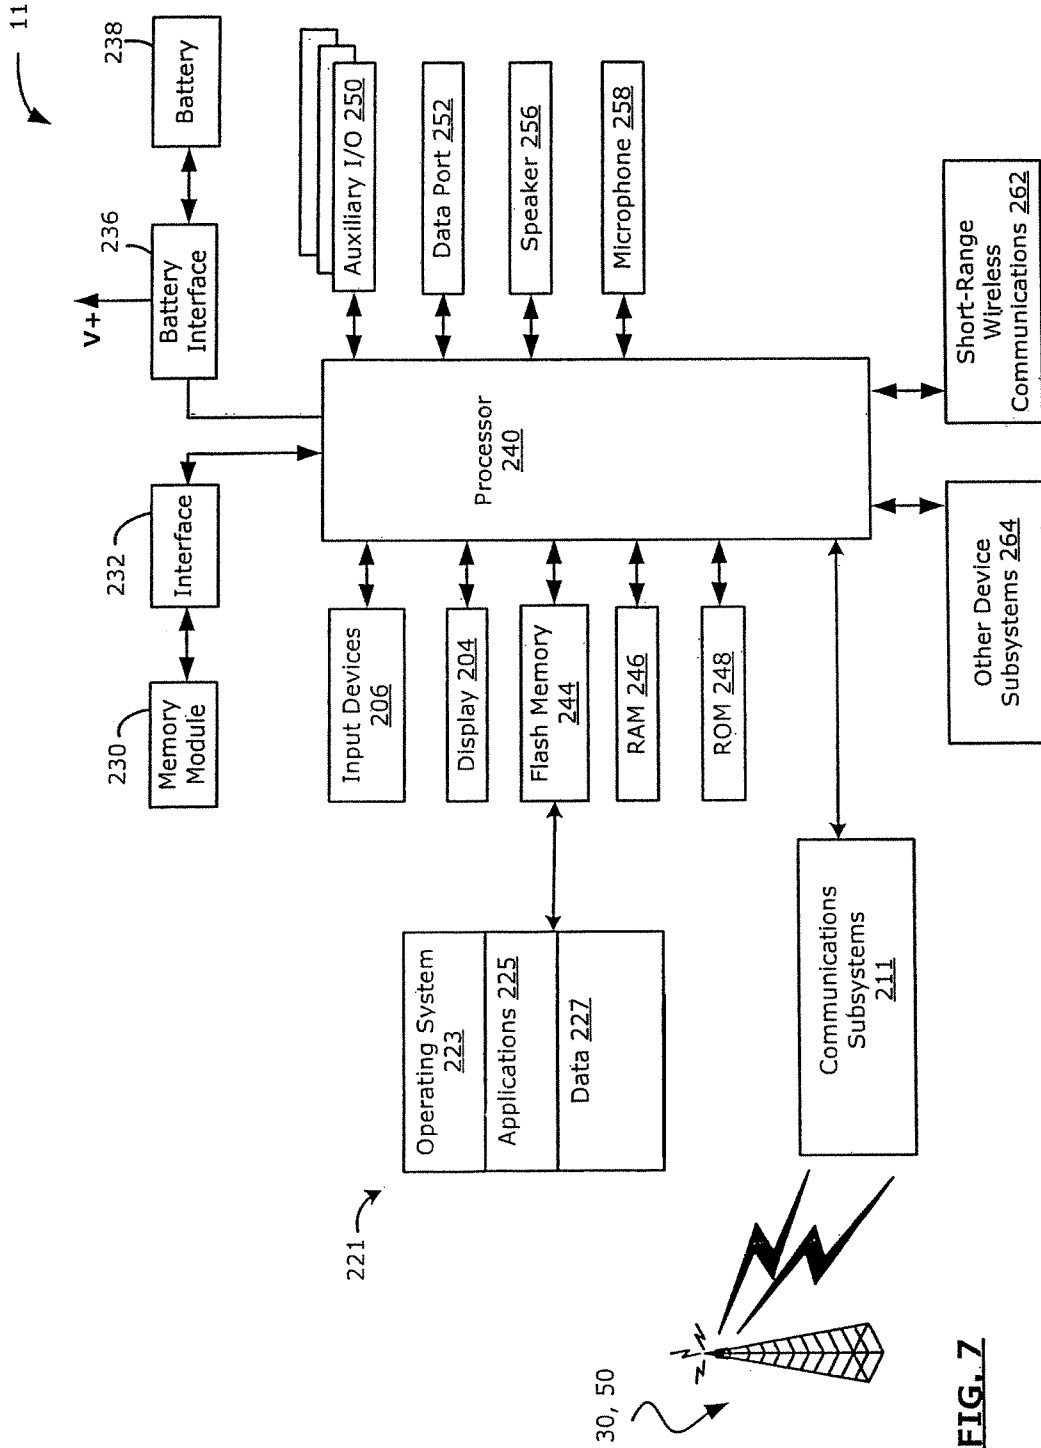 11
230
232
236
238
Memory
Module
Interface
V+
Battery
Interface
Battery
Input Devices
206
Display 204
Flash Memory
244
RAM 246
ROM 248
Processor
240
Auxiliary I/O 250
Data Port 252
Speaker 256
Microphone 258
221
Operating System
223
Applications 225
Data 227
Communications
Subsystems
211
Other Device
Subsystems 264
Short-Range
Wireless
Communications 262
30, 50
FIG. 7